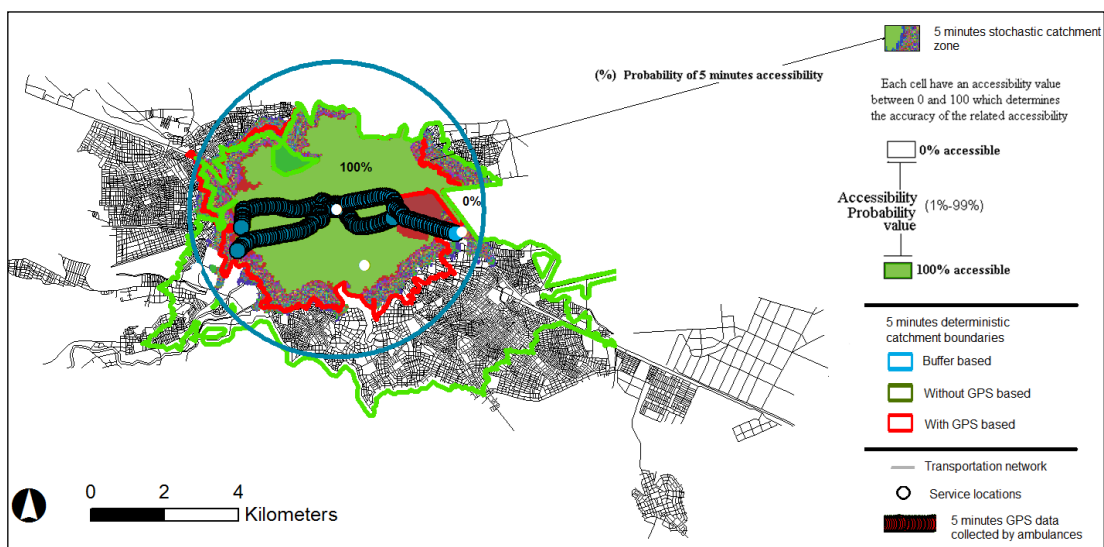 5 minutes stochastic catchment
zone
(%) Probability of 5 minutes accessibility
Each cell have an accessibility value
between 0 and 100 which determines
the accuracy of the related accessibility
100%
0%
0% accessible
Accessibility
Probability
value
(1%-99%)
100% accessible
5 minutes deterministic
catchment boundaries
Buffer based
Without GPS based
With GPS based
Transportation network
Service locations
5 minutes GPS data
collected by ambulances
0 2 4
Kilometers